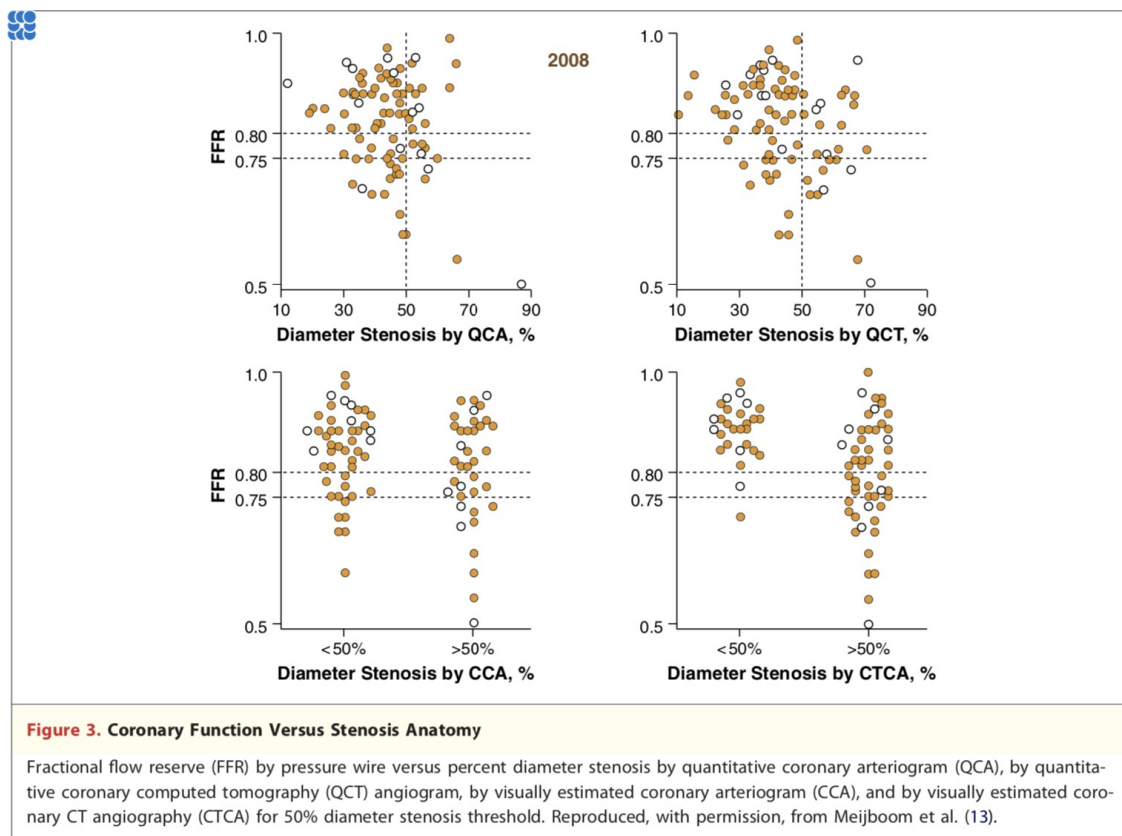 2008
1.0
0.80
0.75
0.5
FFR
10 30 50 70 90
Diameter Stenosis by QCA, %
1.0
0.80
0.75
0.5
FFR
10 30 50 70 90
Diameter Stenosis by QCT, %
1.0
0.80
0.75
0.5
FFR
<50% >50%
Diameter Stenosis by CCA, %
1.0
0.80
0.75
0.5
<50% >50%
Diameter Stenosis by CTCA, %
Figure 3. Coronary Function Versus Stenosis Anatomy
Fractional flow reserve (FFR) by pressure wire versus percent diameter stenosis by quantitative coronary arteriogram (QCA), by quantita-
tive coronary computed tomography (QCT) angiogram, by visually estimated coronary arteriogram (CCA), and by visually estimated coro-
nary CT angiography (CTCA) for 50% diameter stenosis threshold. Reproduced, with permission, from Meijboom et al. (13).